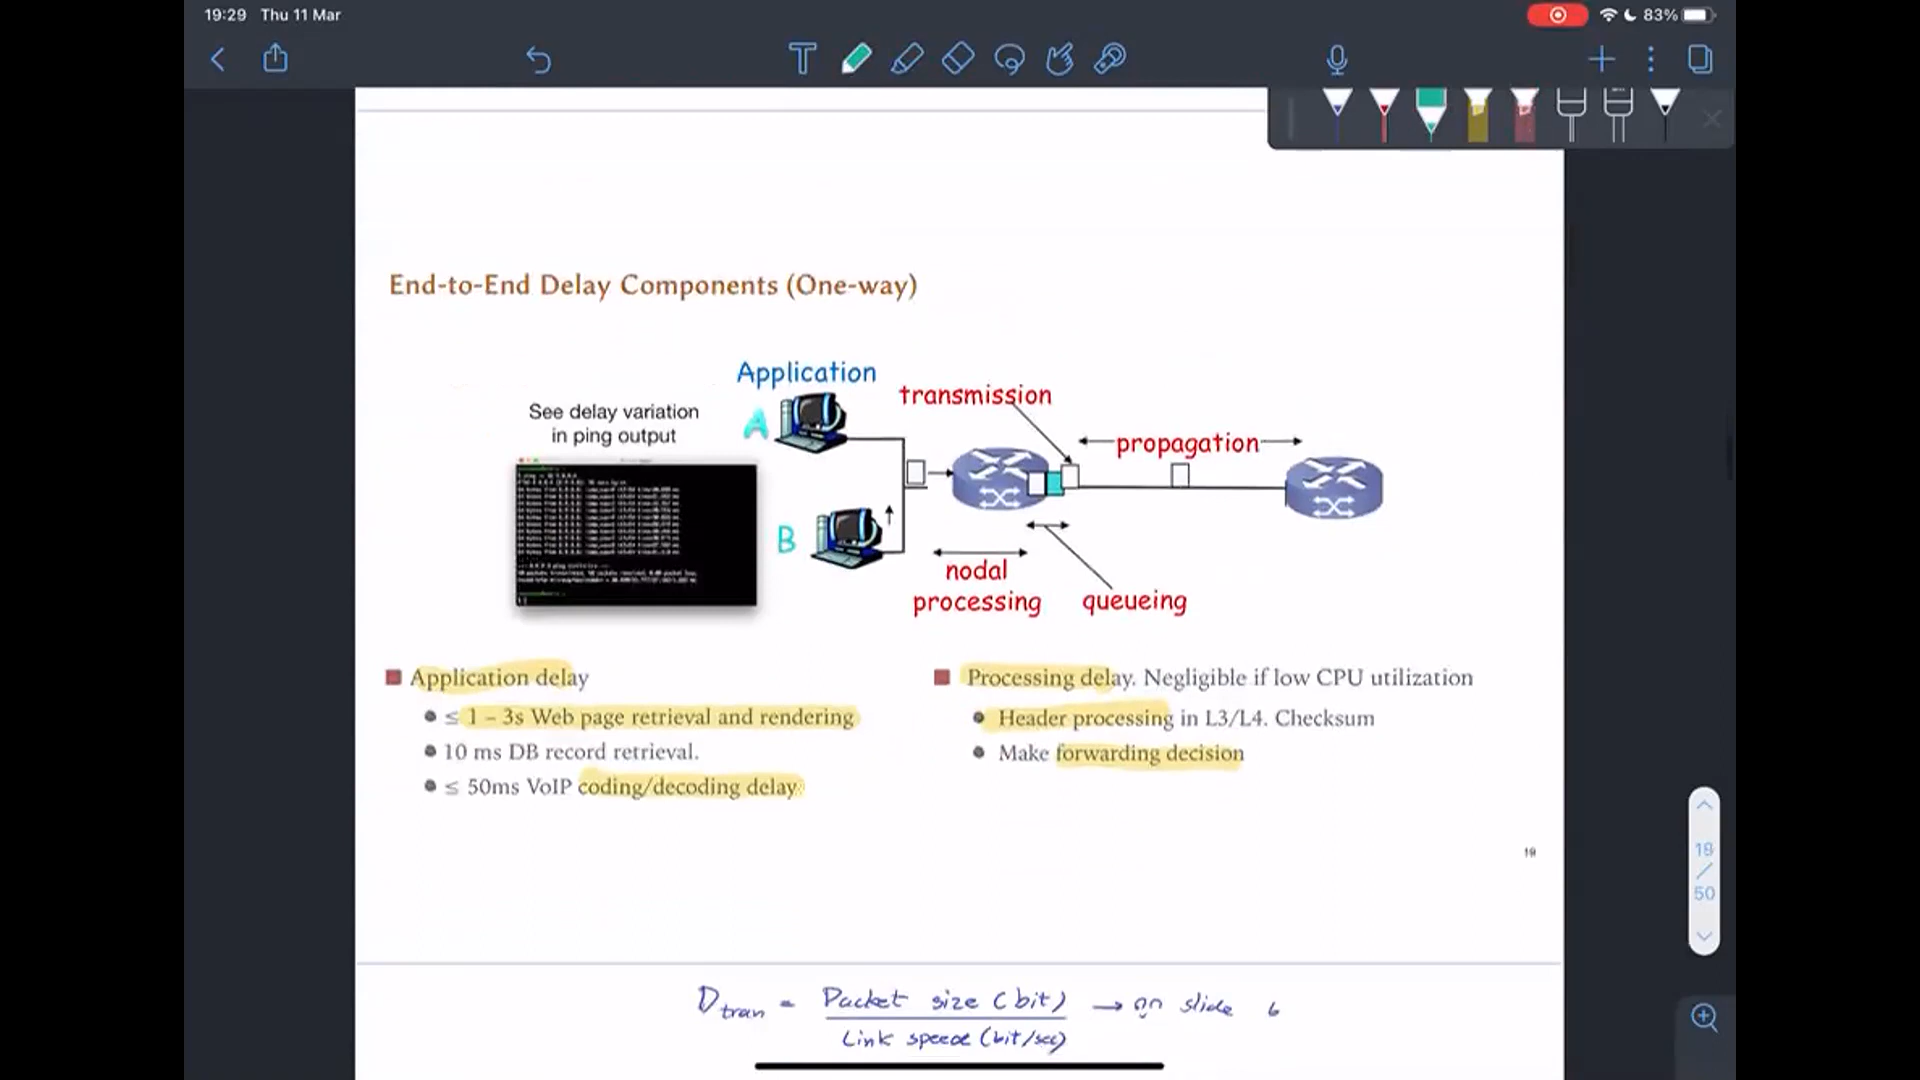 19:29 Thu 11 Mar
83%
End-to-End Delay Components (One-way)
Application
transmission
See delay variation
in ping output
A
propagation
B
nodal
processing
queueing
Application delay
≤ 1 – 3s Web page retrieval and rendering
10 ms DB record retrieval.
≤ 50ms VoIP coding/decoding delay
Processing delay. Negligible if low CPU utilization
Header processing in L3/L4. Checksum
Make forwarding decision
19
19
/
50
D tran = Packet size (bit) → on slide 6
Link speed (bit/sec)